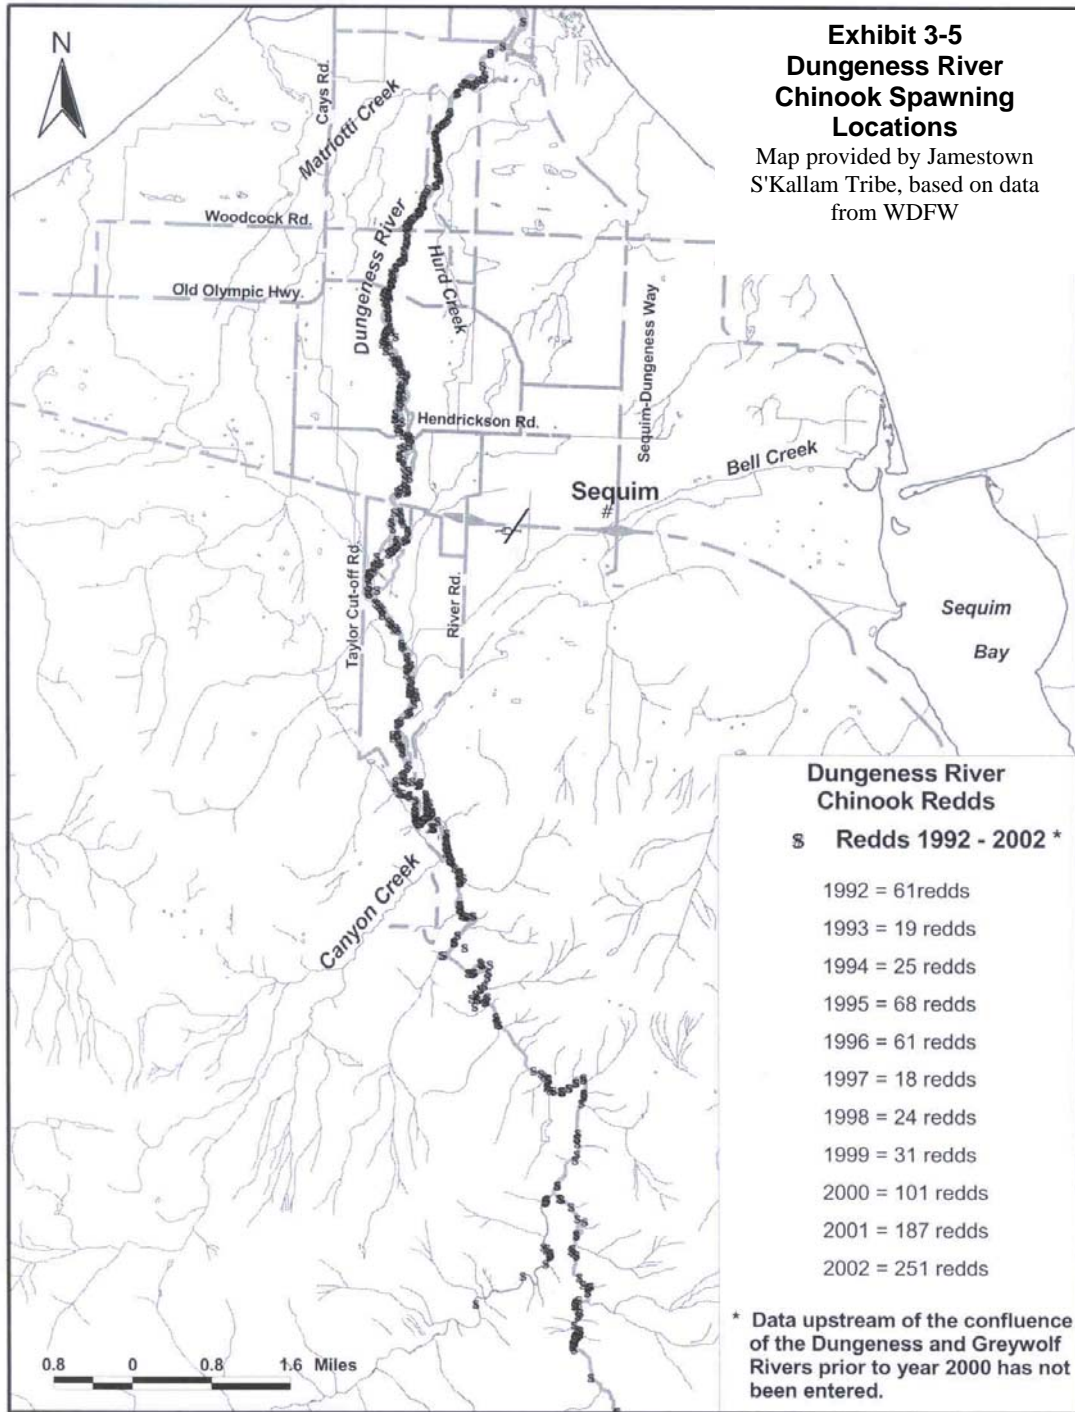 Exhibit 3-5
Dungeness River
Chinook Spawning
Locations
Map provided by Jamestown
S'Kallam Tribe, based on data
from WDFW
N
Cays Rd.
Matriotti Creek
Woodcock Rd.
Dungeness River
Hurd Creek
Old Olympic Hwy.
Sequim-Dungeness Way
Hendrickson Rd.
Bell Creek
Sequim
#
Taylor Cut-off Rd.
River Rd.
Sequim
Bay
Canyon Creek
Dungeness River
Chinook Redds
S Redds 1992 - 2002 *
1992 = 61redds
1993 = 19 redds
1994 = 25 redds
1995 = 68 redds
1996 = 61 redds
1997 = 18 redds
1998 = 24 redds
1999 = 31 redds
2000 = 101 redds
2001 = 187 redds
2002 = 251 redds
* Data upstream of the confluence
of the Dungeness and Greywolf
Rivers prior to year 2000 has not
been entered.
0.8 0 0.8 1.6 Miles